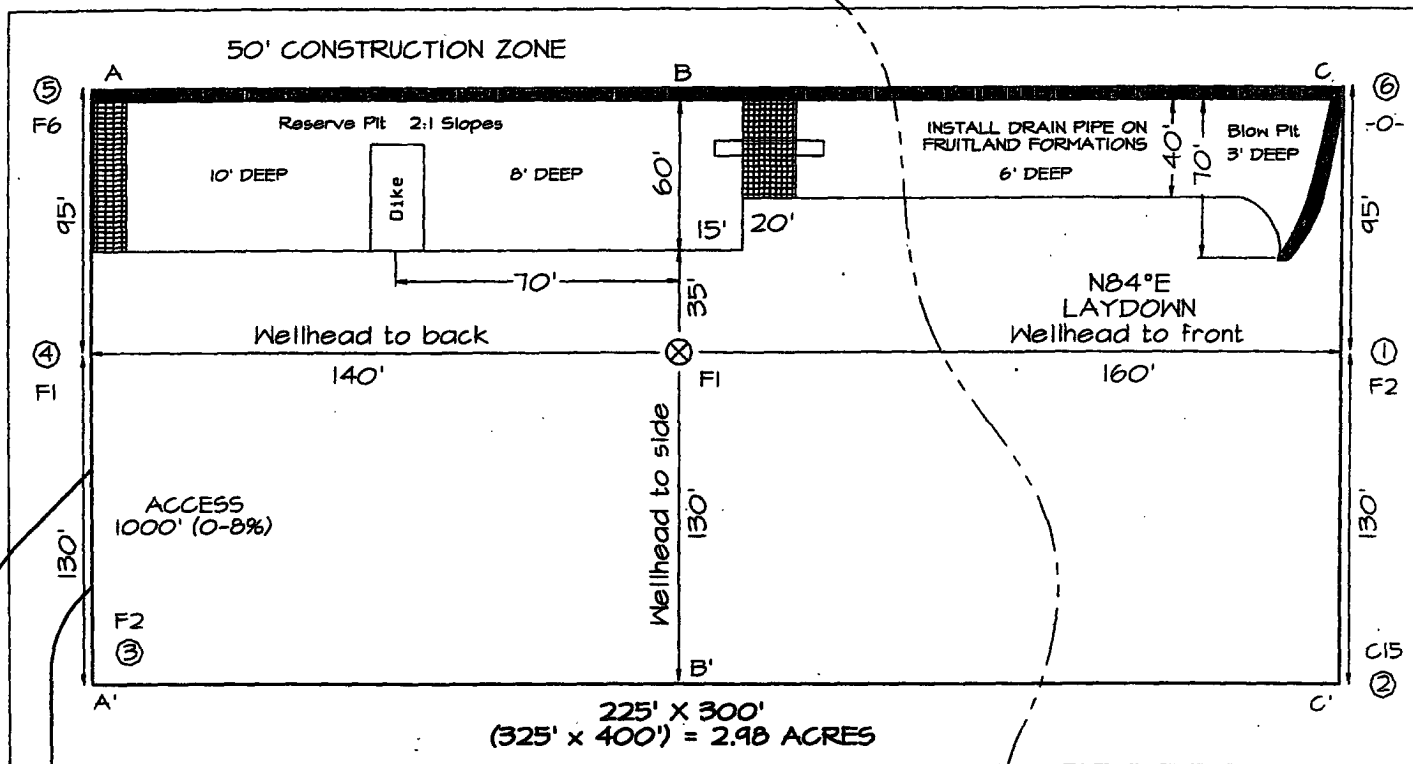 50' CONSTRUCTION ZONE
A
B
C
5
6
F6
-0-
Reserve Pit 2:1 Slopes
INSTALL DRAIN PIPE ON
FRUITLAND FORMATIONS
Blow Pit
3' DEEP
10' DEEP
8' DEEP
6' DEEP
Dike
60'
40'
70'
95'
95'
15'
20'
70'
35'
N84°E
LAYDOWN
Wellhead to back
Wellhead to front
4
1
140'
160'
F1
F1
F2
Wellhead to side
ACCESS
1000' (0-8%)
130'
130'
130'
F2
3
C15
2
A'
B'
C'
225' X 300'
(325' x 400') = 2.98 ACRES